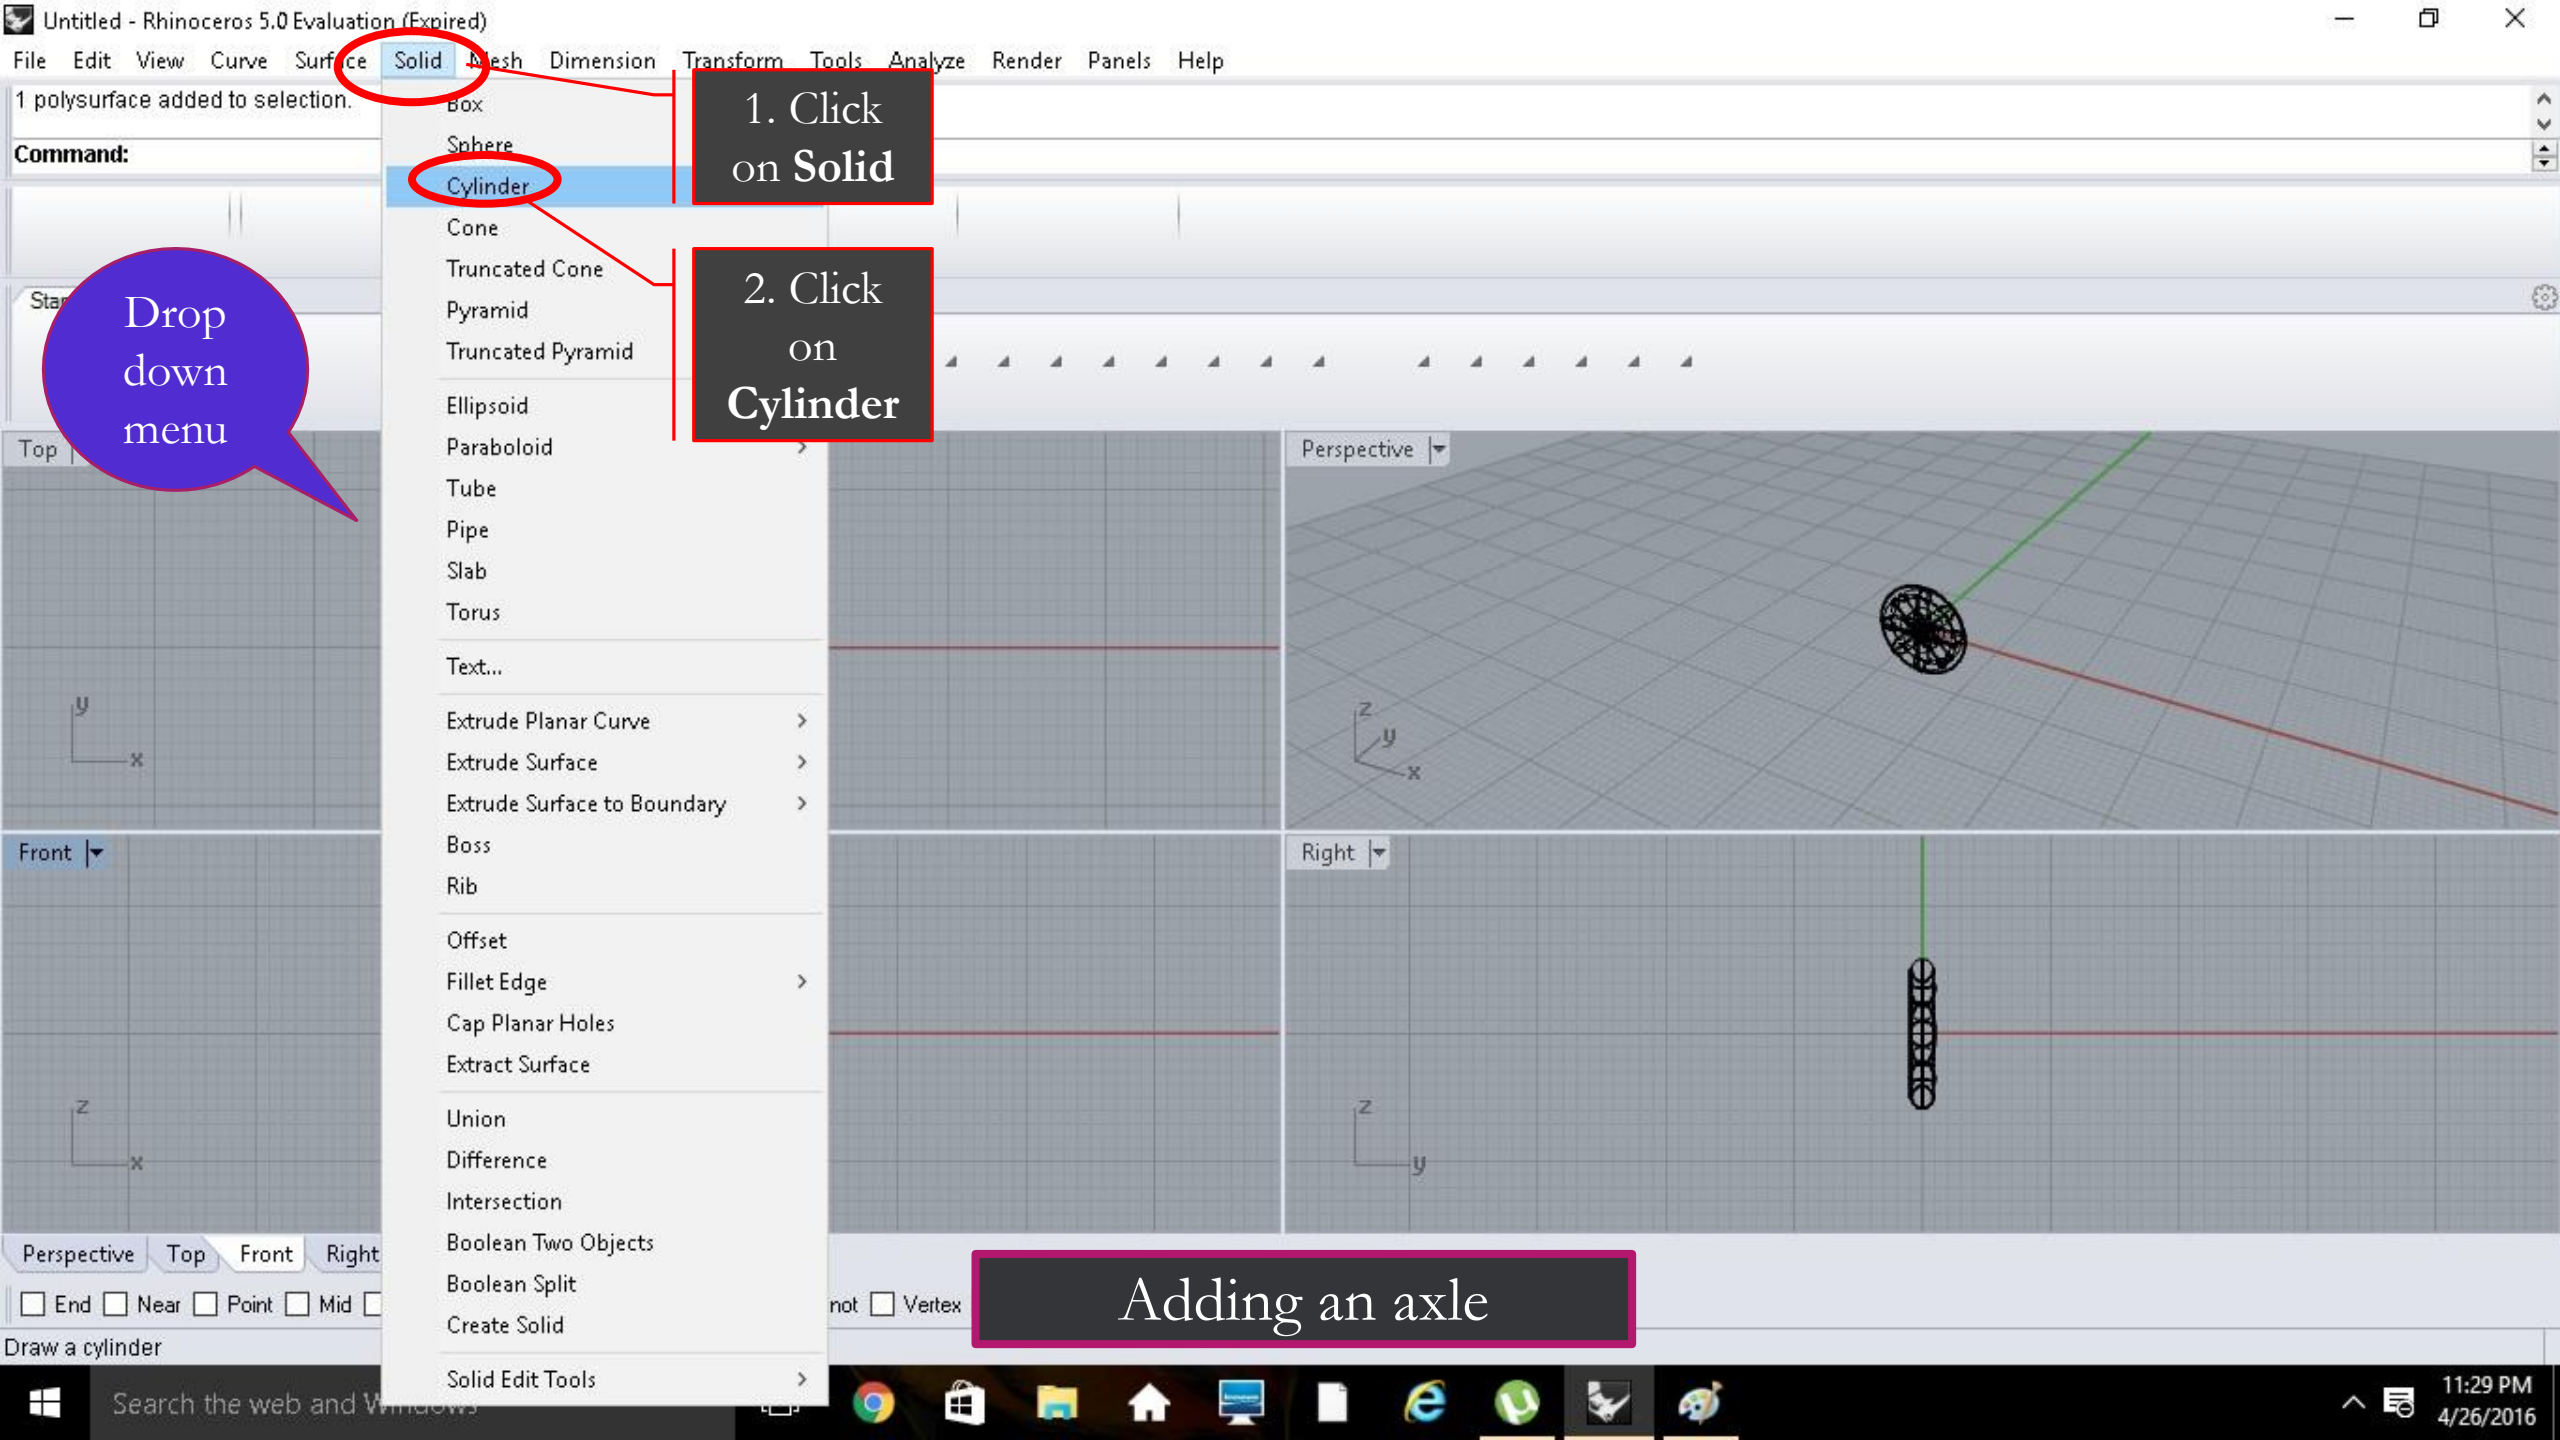 Untitled - Rhinoceros 5.0 Evaluation (Expired)
File Edit View Curve Surface Solid Mesh Dimension Transform Tools Analyze Render Panels Help
1 polysurface added to selection.
Command:
Box
Sphere
Cylinder
Cone
Truncated Cone
Pyramid
Truncated Pyramid
Ellipsoid
Paraboloid
Tube
Pipe
Slab
Torus
Text...
Extrude Planar Curve
Extrude Surface
Extrude Surface to Boundary
Boss
Rib
Offset
Fillet Edge
Cap Planar Holes
Extract Surface
Union
Difference
Intersection
Boolean Two Objects
Boolean Split
Create Solid
Solid Edit Tools
1. Click
on Solid
2. Click
on
Cylinder
Drop
down
menu
Top
y
x
Perspective
z
y
x
Front
z
x
Right
z
y
Perspective Top Front Right
End Near Point Mid
Vertex
Adding an axle
Draw a cylinder
Search the web and
11:29 PM
4/26/2016